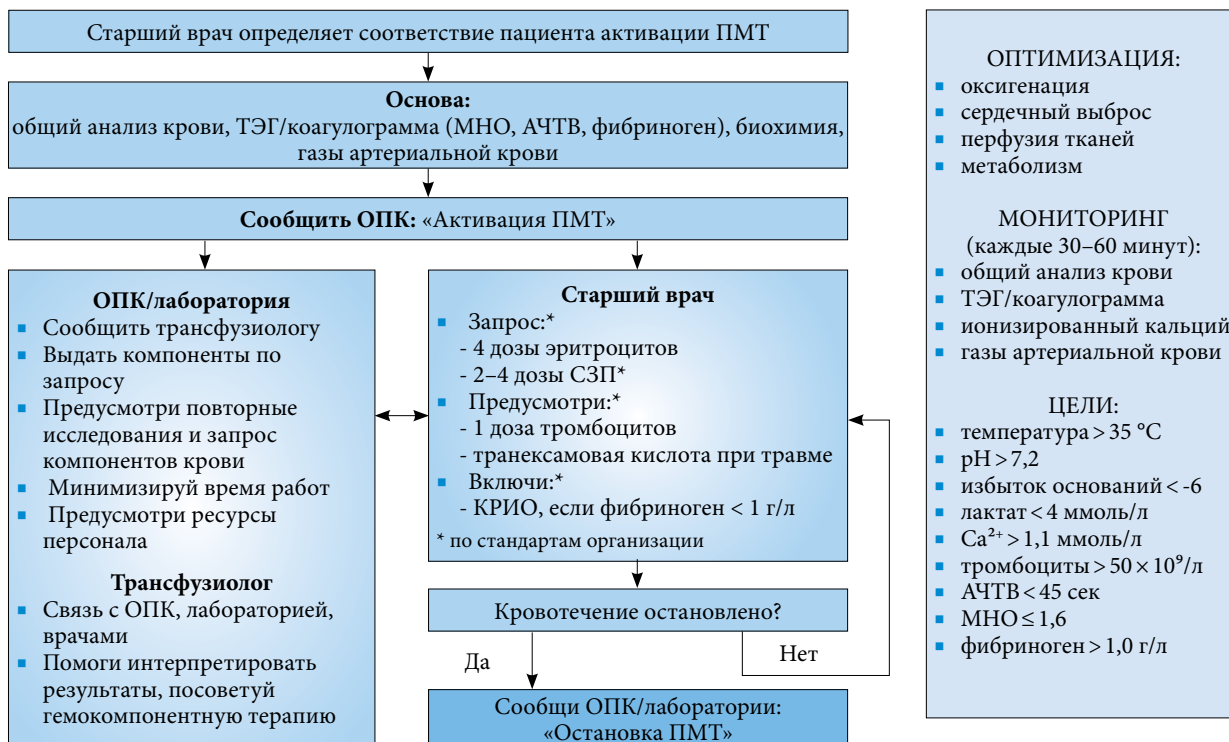 Старший врач определяет соответствие пациента активации ПМТ
Основа:
общий анализ крови, ТЭГ/коагулограмма (МНО, АЧТВ, фибриноген), биохимия,
газы артериальной крови
Сообщить ОПК: «Активация ПМТ»
ОПК/лаборатория
▪ Сообщить трансфузиологу
▪ Выдать компоненты по
запросу
▪ Предусмотри повторные
исследования и запрос
компонентов крови
▪ Минимизируй время работ
▪ Предусмотри ресурсы
персонала
Трансфузиолог
▪ Связь с ОПК, лабораторией,
врачами
▪ Помоги интерпретировать
результаты, посоветуй
гемокомпонентную терапию
Старший врач
▪ Запрос:*
- 4 дозы эритроцитов
- 2–4 дозы СЗП*
▪ Предусмотри:*
- 1 доза тромбоцитов
- транексамовая кислота при травме
▪ Включи:*
- КРИО, если фибриноген < 1 г/л
* по стандартам организации
Кровотечение остановлено?
Да
Нет
Сообщи ОПК/лаборатории:
«Остановка ПМТ»
ОПТИМИЗАЦИЯ:
▪ оксигенация
▪ сердечный выброс
▪ перфузия тканей
▪ метаболизм
МОНИТОРИНГ
(каждые 30–60 минут):
▪ общий анализ крови
▪ ТЭГ/коагулограмма
▪ ионизированный кальций
▪ газы артериальной крови
ЦЕЛИ:
▪ температура > 35 °C
▪ pH > 7,2
▪ избыток оснований < -6
▪ лактат < 4 ммоль/л
▪ Ca²⁺ > 1,1 ммоль/л
▪ тромбоциты > 50 × 10⁹/л
▪ АЧТВ < 45 сек
▪ МНО ≤ 1,6
▪ фибриноген > 1,0 г/л